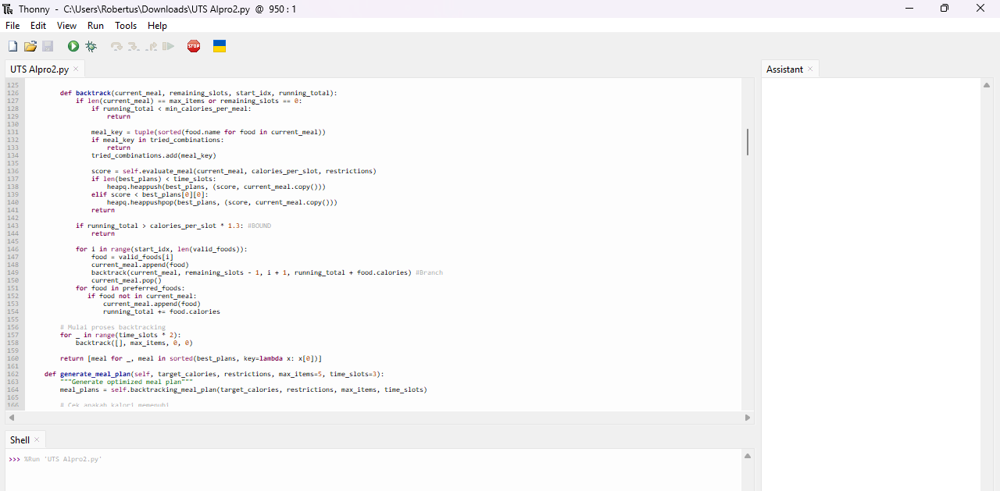 Thonny - C:\Users\Robertus\Downloads\UTS Alpro2.py @ 950 : 1
File Edit View Run Tools Help
STOP
UTS Alpro2.py ×
Assistant ×
125
126 def backtrack(current_meal, remaining_slots, start_idx, running_total):
127 if len(current_meal) == max_items or remaining_slots == 0:
128 if running_total < min_calories_per_meal:
129 return
130
131 meal_key = tuple(sorted(food.name for food in current_meal))
132 if meal_key in tried_combinations:
133 return
134 tried_combinations.add(meal_key)
135
136 score = self.evaluate_meal(current_meal, calories_per_slot, restrictions)
137 if len(best_plans) < time_slots:
138 heapq.heappush(best_plans, (score, current_meal.copy()))
139 elif score < best_plans[0][0]:
140 heapq.heappushpop(best_plans, (score, current_meal.copy()))
141 return
142
143 if running_total > calories_per_slot * 1.3: #BOUND
144 return
145
146 for i in range(start_idx, len(valid_foods)):
147 food = valid_foods[i]
148 current_meal.append(food)
149 backtrack(current_meal, remaining_slots - 1, i + 1, running_total + food.calories) #Branch
150 current_meal.pop()
151 for food in preferred_foods:
152 if food not in current_meal:
153 current_meal.append(food)
154 running_total += food.calories
155
156 # Mulai proses backtracking
157 for _ in range(time_slots * 2):
158 backtrack([], max_items, 0, 0)
159
160 return [meal for _, meal in sorted(best_plans, key=lambda x: x[0])]
161
162 def generate_meal_plan(self, target_calories, restrictions, max_items=5, time_slots=3):
163 """Generate optimized meal plan"""
164 meal_plans = self.backtracking_meal_plan(target_calories, restrictions, max_items, time_slots)
165
166 # Cek apakah kalori memenuhi
Shell ×
>>> %Run 'UTS Alpro2.py'